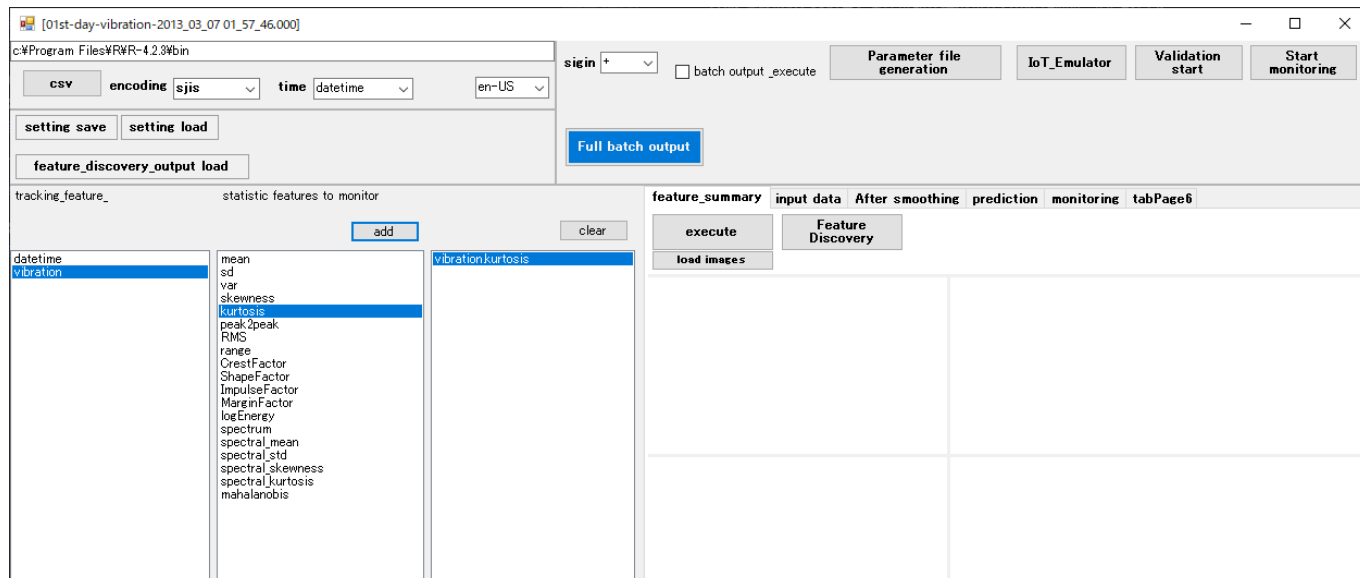 [01st-day-vibration-2013_03_07 01_57_46.000]
c:¥Program Files¥R¥R-4.2.3¥bin
csv encoding sjis time datetime en-US
sigin + batch output _execute Parameter file generation IoT_Emulator Validation start Start monitoring
setting save setting load
Full batch output
feature_discovery_output load
tracking_feature_ statistic features to monitor
add clear
datetime
vibration
mean
sd
var
skewness
kurtosis
peak2peak
RMS
range
CrestFactor
ShapeFactor
ImpulseFactor
MarginFactor
logEnergy
spectrum
spectral_mean
spectral_std
spectral_skewness
spectral_kurtosis
mahalanobis
vibration.kurtosis
feature_summary input data After smoothing prediction monitoring tabPage6
execute Feature Discovery
load images